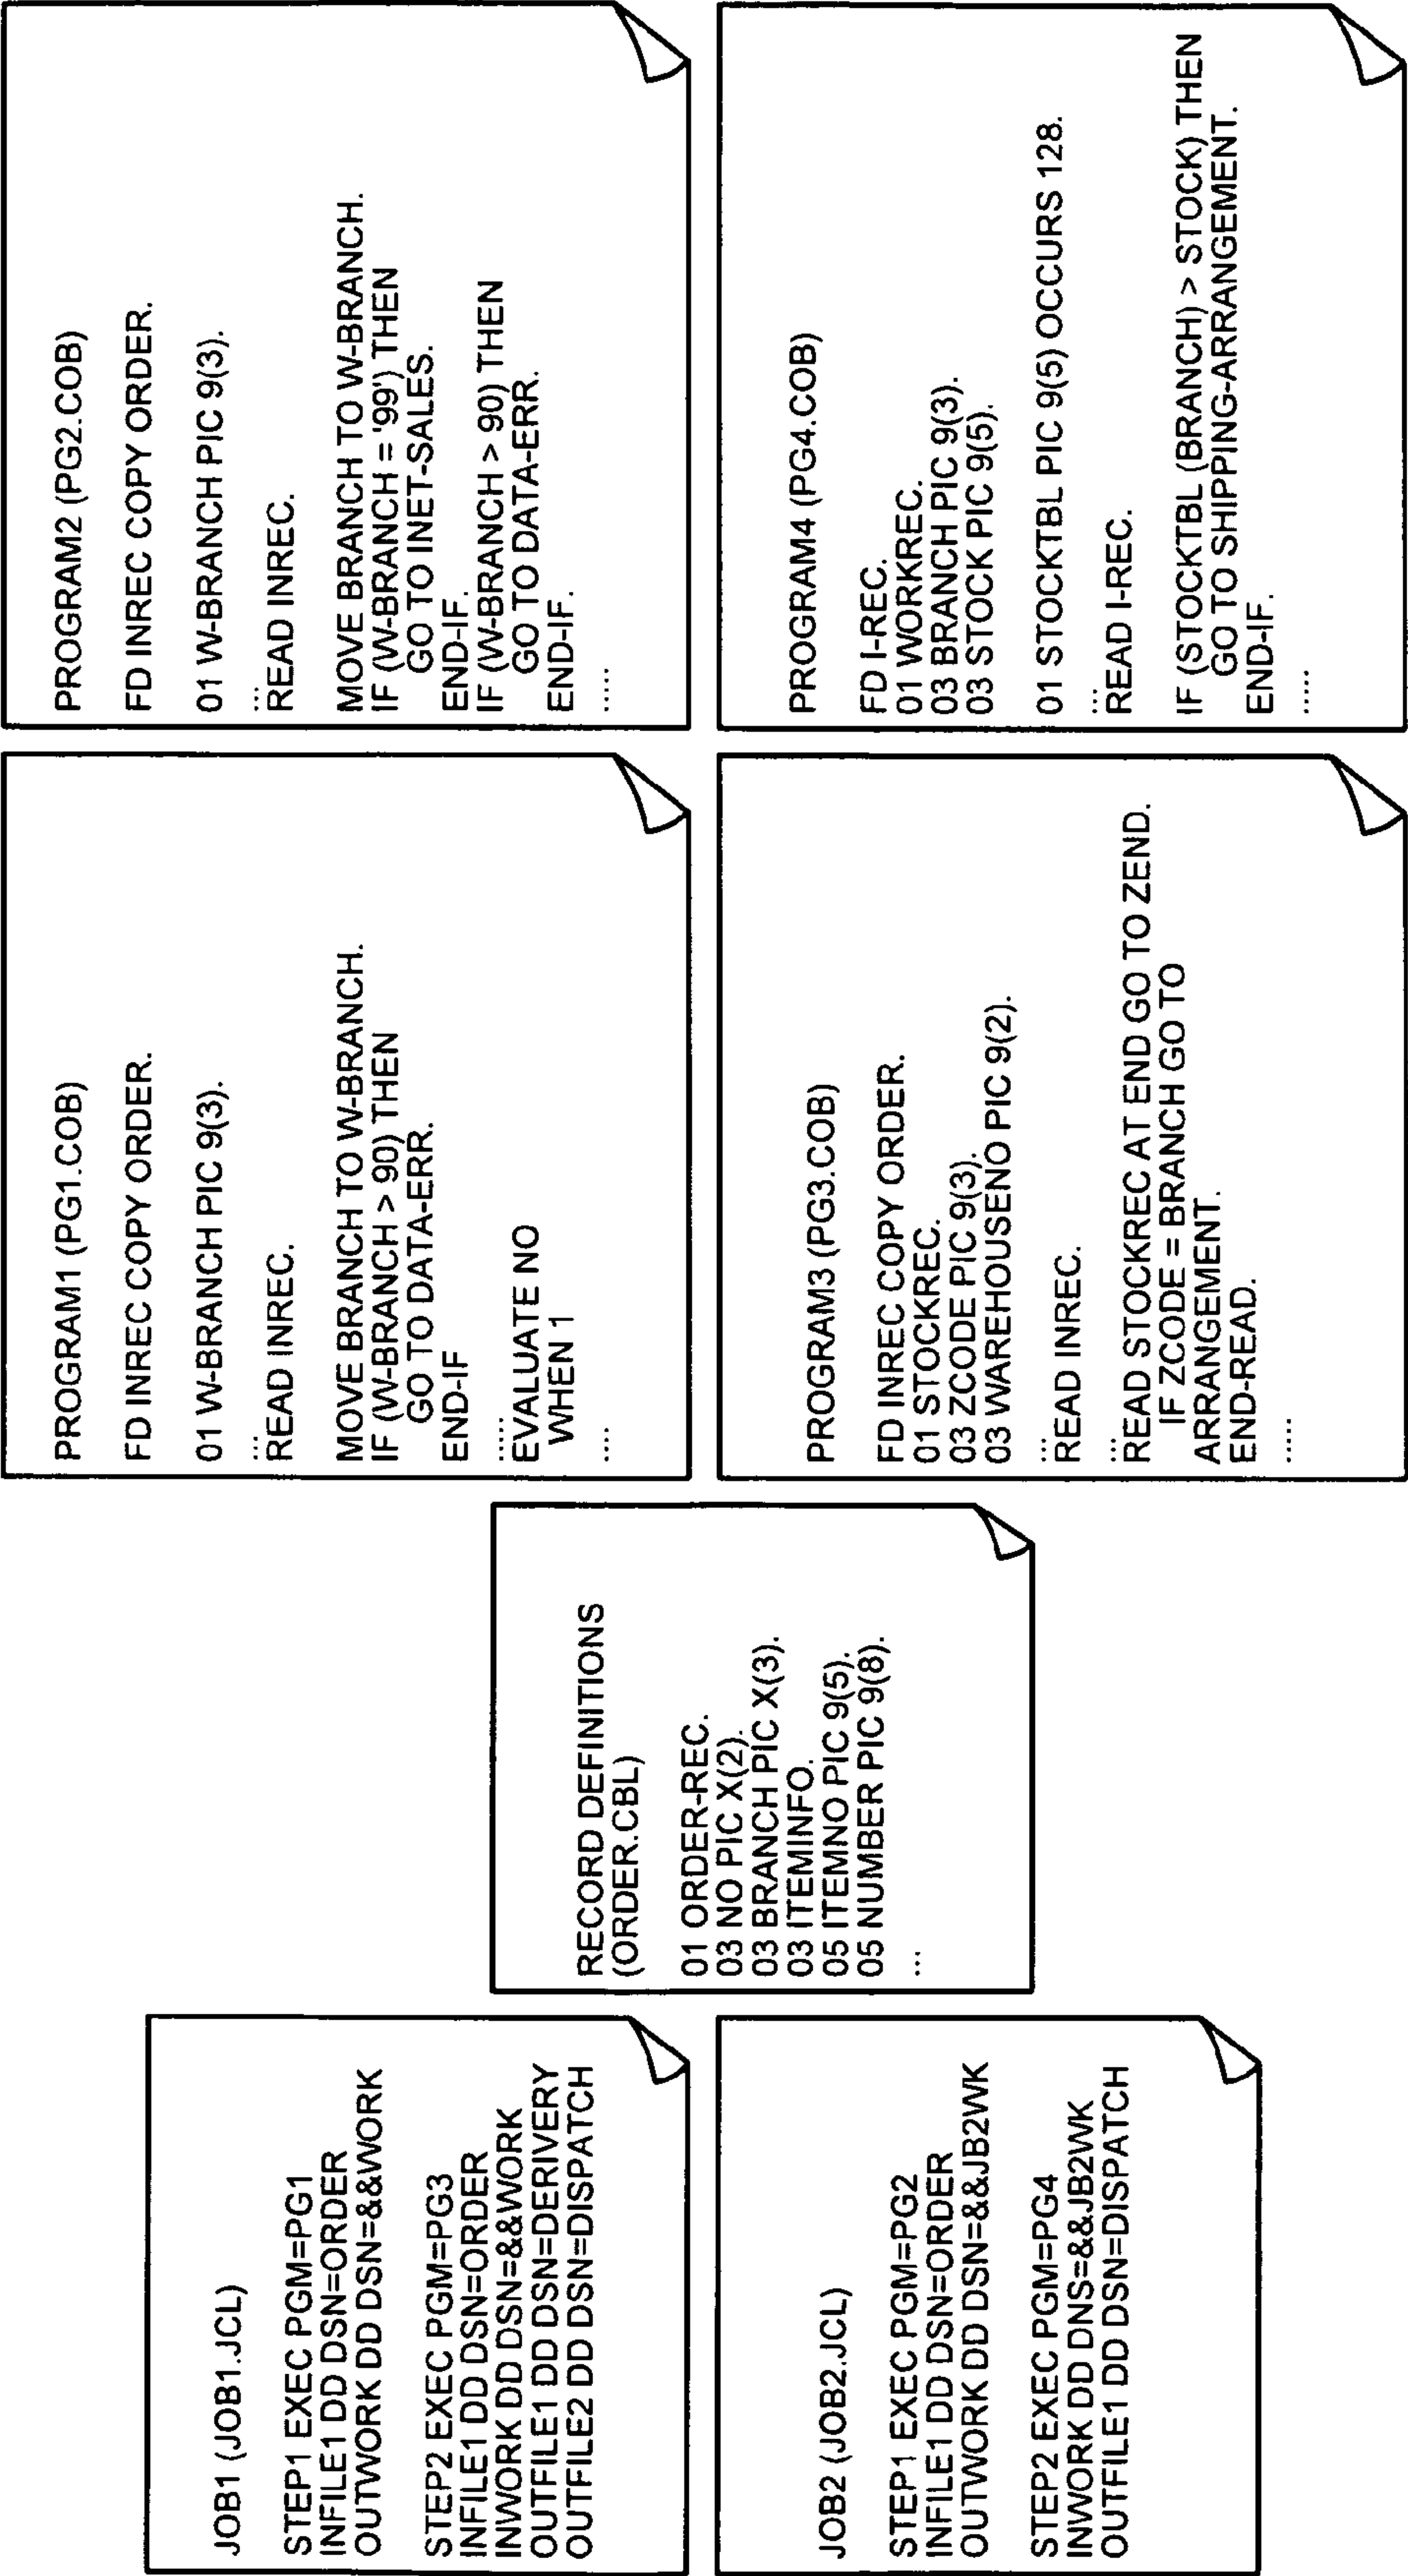 JOB1 (JOB1.JCL)
STEP1 EXEC PGM=PG1
INFILE1 DD DSN=ORDER
OUTWORK DD DSN=&&WORK
STEP2 EXEC PGM=PG3
INFILE1 DD DSN=ORDER
INWORK DD DSN=&&WORK
OUTFILE1 DD DSN=DERIVERY
OUTFILE2 DD DSN=DISPATCH
JOB2 (JOB2.JCL)
STEP1 EXEC PGM=PG2
INFILE1 DD DSN=ORDER
OUTWORK DD DSN=&&JB2WK
STEP2 EXEC PGM=PG4
INWORK DD DNS=&&JB2WK
OUTFILE1 DD DSN=DISPATCH
RECORD DEFINITIONS
(ORDER.CBL)
01 ORDER-REC.
03 NO PIC X(2).
03 BRANCH PIC X(3).
03 ITEMINFO.
05 ITEMNO PIC 9(5).
05 NUMBER PIC 9(8).
...
PROGRAM1 (PG1.COB)
FD INREC COPY ORDER.
01 W-BRANCH PIC 9(3).
...
READ INREC.
MOVE BRANCH TO W-BRANCH.
IF (W-BRANCH > 90) THEN
GO TO DATA-ERR.
END-IF
.....
EVALUATE NO
WHEN 1
.....
PROGRAM2 (PG2.COB)
FD INREC COPY ORDER.
01 W-BRANCH PIC 9(3).
...
READ INREC.
MOVE BRANCH TO W-BRANCH.
IF (W-BRANCH = '99') THEN
GO TO INET-SALES.
END-IF.
IF (W-BRANCH > 90) THEN
GO TO DATA-ERR.
END-IF.
.....
PROGRAM3 (PG3.COB)
FD INREC COPY ORDER.
01 STOCKREC.
03 ZCODE PIC 9(3).
03 WAREHOUSENO PIC 9(2).
...
READ INREC.
...
READ STOCKREC AT END GO TO ZEND.
IF ZCODE = BRANCH GO TO
ARRANGEMENT.
END-READ.
.....
PROGRAM4 (PG4.COB)
FD I-REC.
01 WORKREC.
03 BRANCH PIC 9(3).
03 STOCK PIC 9(5).
01 STOCKTBL PIC 9(5) OCCURS 128.
...
READ I-REC.
IF (STOCKTBL (BRANCH) > STOCK) THEN
GO TO SHIPPING-ARRANGEMENT.
END-IF.
.....